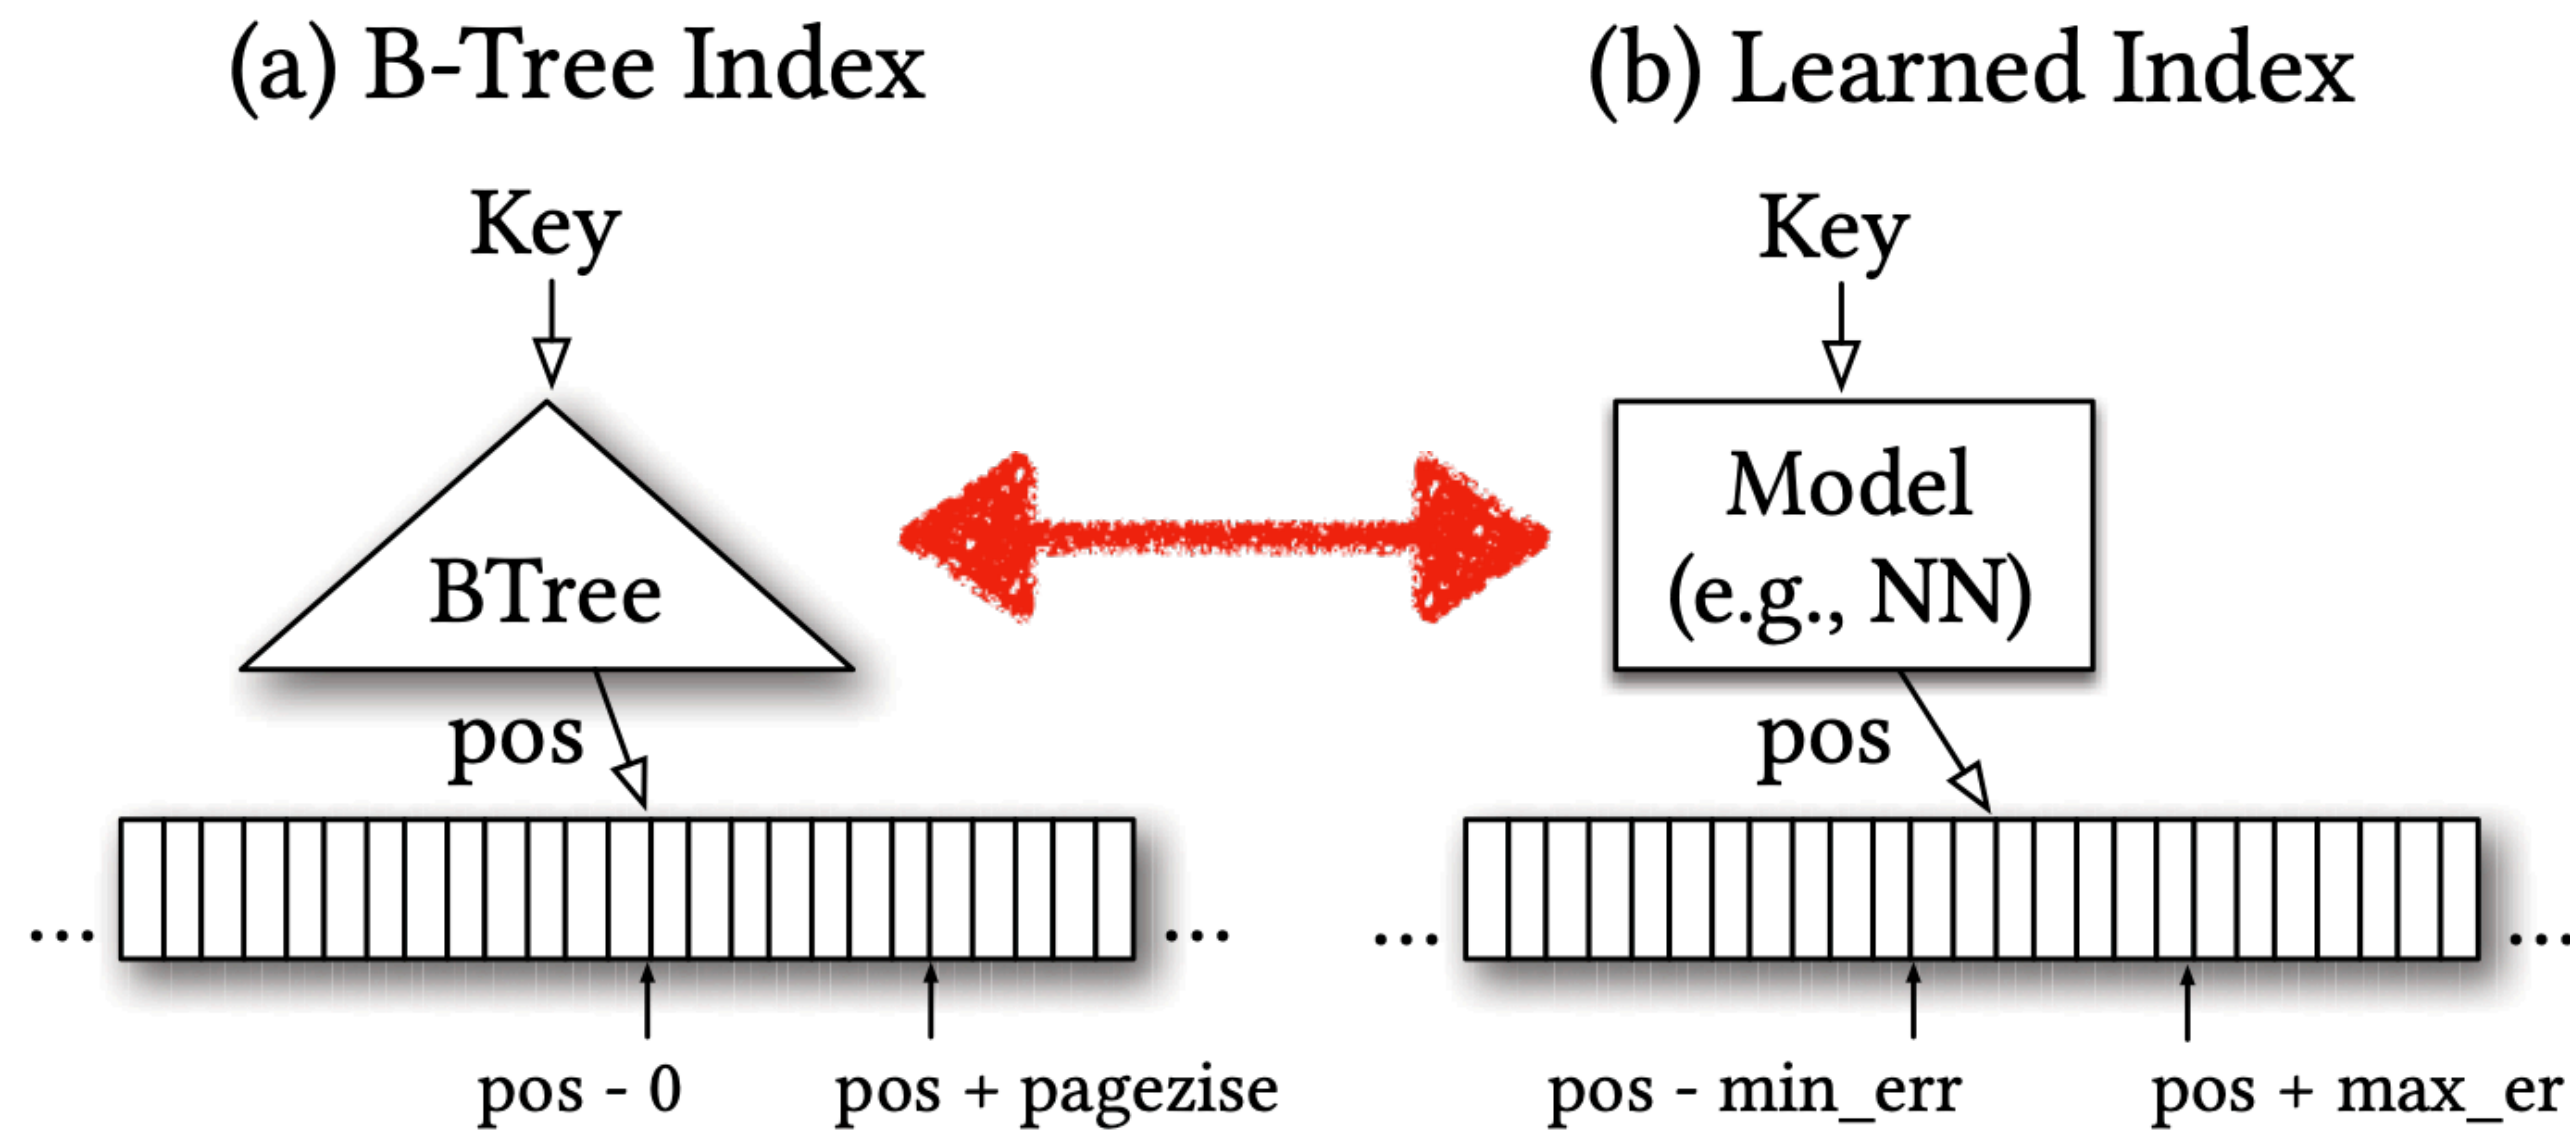 (a) B-Tree Index
(b) Learned Index
Key
Key
BTree
Model
(e.g., NN)
pos
pos
...
...
...
...
pos - 0
pos + pagezise
pos - min_err
pos + max_er